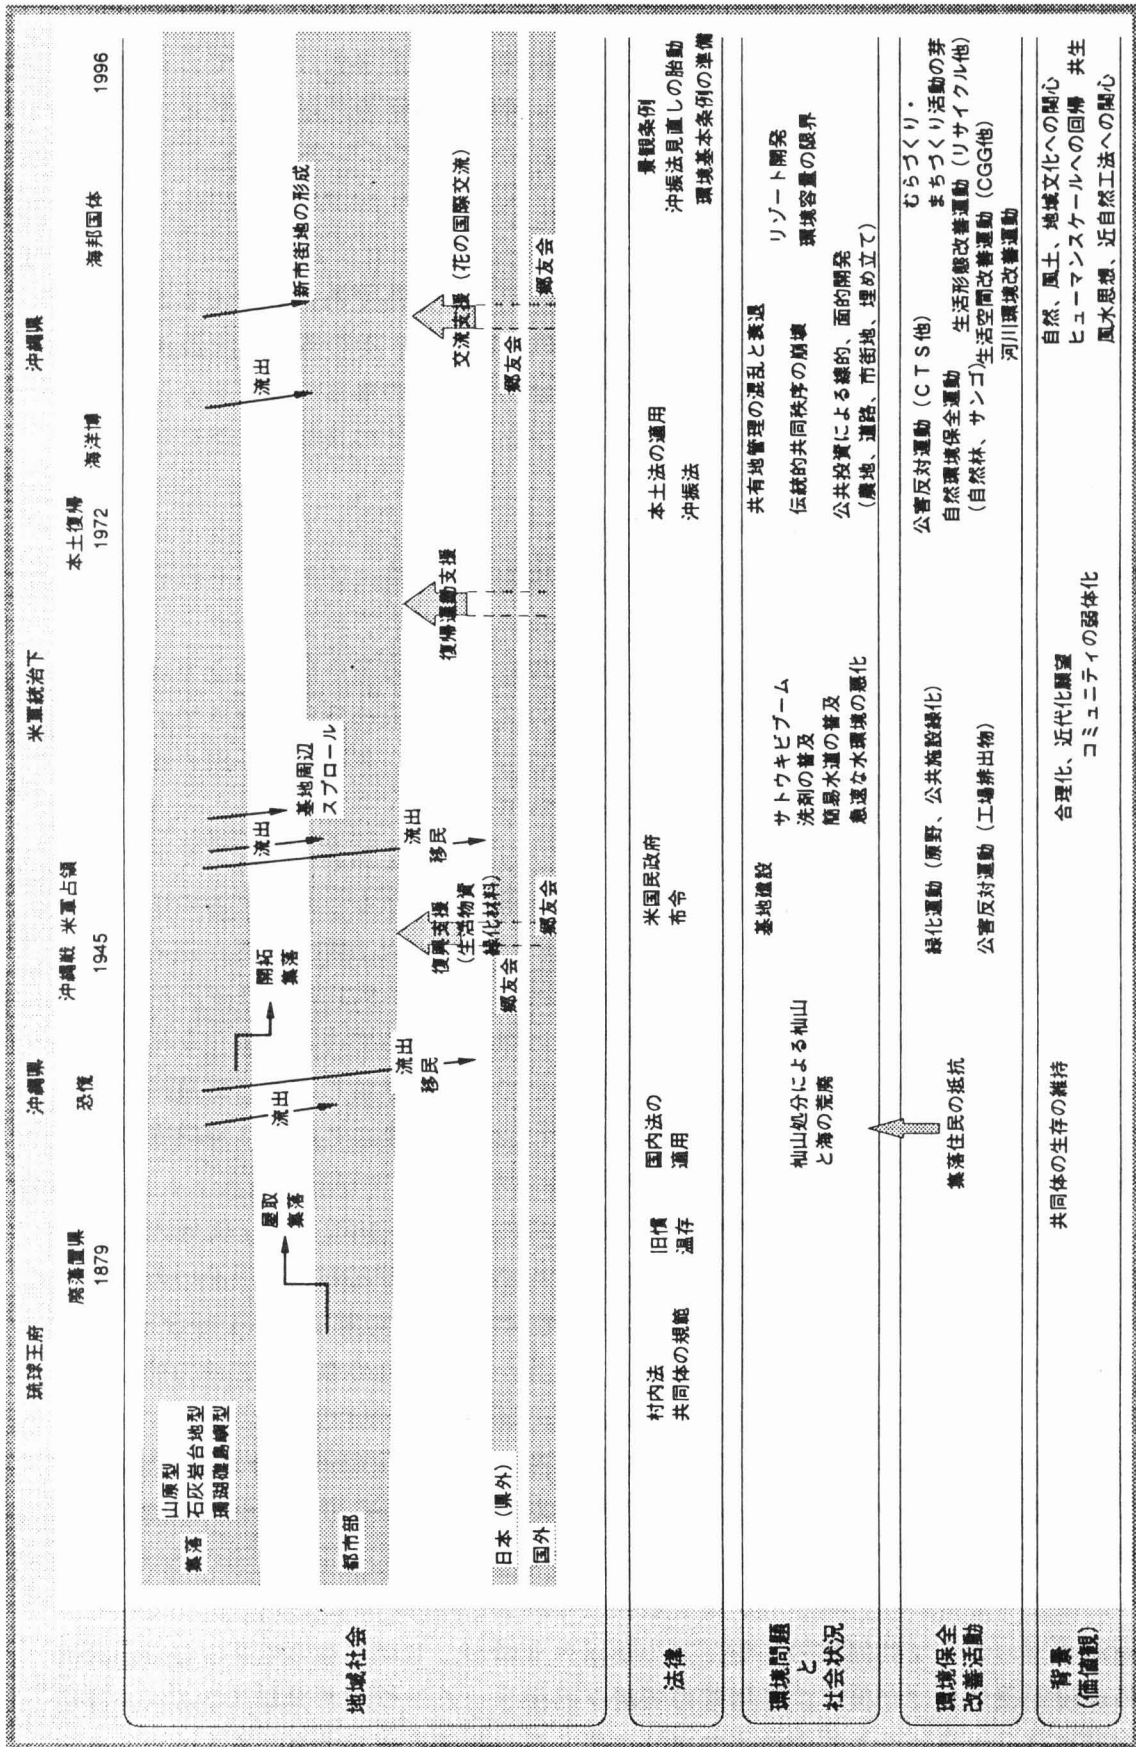 琉球王府
沖縄県
米軍統治下
沖縄県
廃藩置県
恐慌
沖縄戦 米軍占領
本土復帰
海洋博
海邦国体
1879
1945
1972
1996
地域社会
集落
山原型
石灰岩台地型
珊瑚礁島嶼型
都市部
日本（県外）
国外
屋取
集落
流出
流出
移民
開拓
集落
郷友会
復興支援
（生活物資
緑化材料）
郷友会
流出
流出
移民
基地周辺
スプロール
復帰運動支援
流出
新市街地の形成
交流支援（花の国際交流）
郷友会
郷友会
法律
村内法
共同体の規範
旧慣
温存
国内法の
適用
米国民政府
布令
本土法の適用
沖振法
景観条例
沖振法見直しの胎動
環境基本条例の準備
環境問題
と
社会状況
杣山処分による杣山
と海の荒廃
基地建設
サトウキビブーム
洗剤の普及
簡易水道の普及
急速な水環境の悪化
共有地管理の混乱と衰退
伝統的共同秩序の崩壊
公共投資による線的、面的開発
（農地、道路、市街地、埋め立て）
リゾート開発
環境容量の限界
環境保全
改善活動
集落住民の抵抗
緑化運動（原野、公共施設緑化）
公害反対運動（工場排出物）
公害反対運動（ＣＴＳ他）
自然環境保全運動
（自然林、サンゴ）
むらづくり・
まちづくり活動の芽
生活形態改善運動（リサイクル他）
生活空間改善運動（CGG他）
河川環境改善運動
背景
（価値観）
共同体の生存の維持
合理化、近代化願望
コミュニティの弱体化
自然、風土、地域文化への関心
ヒューマンスケールへの回帰 共生
風水思想、近自然工法への関心